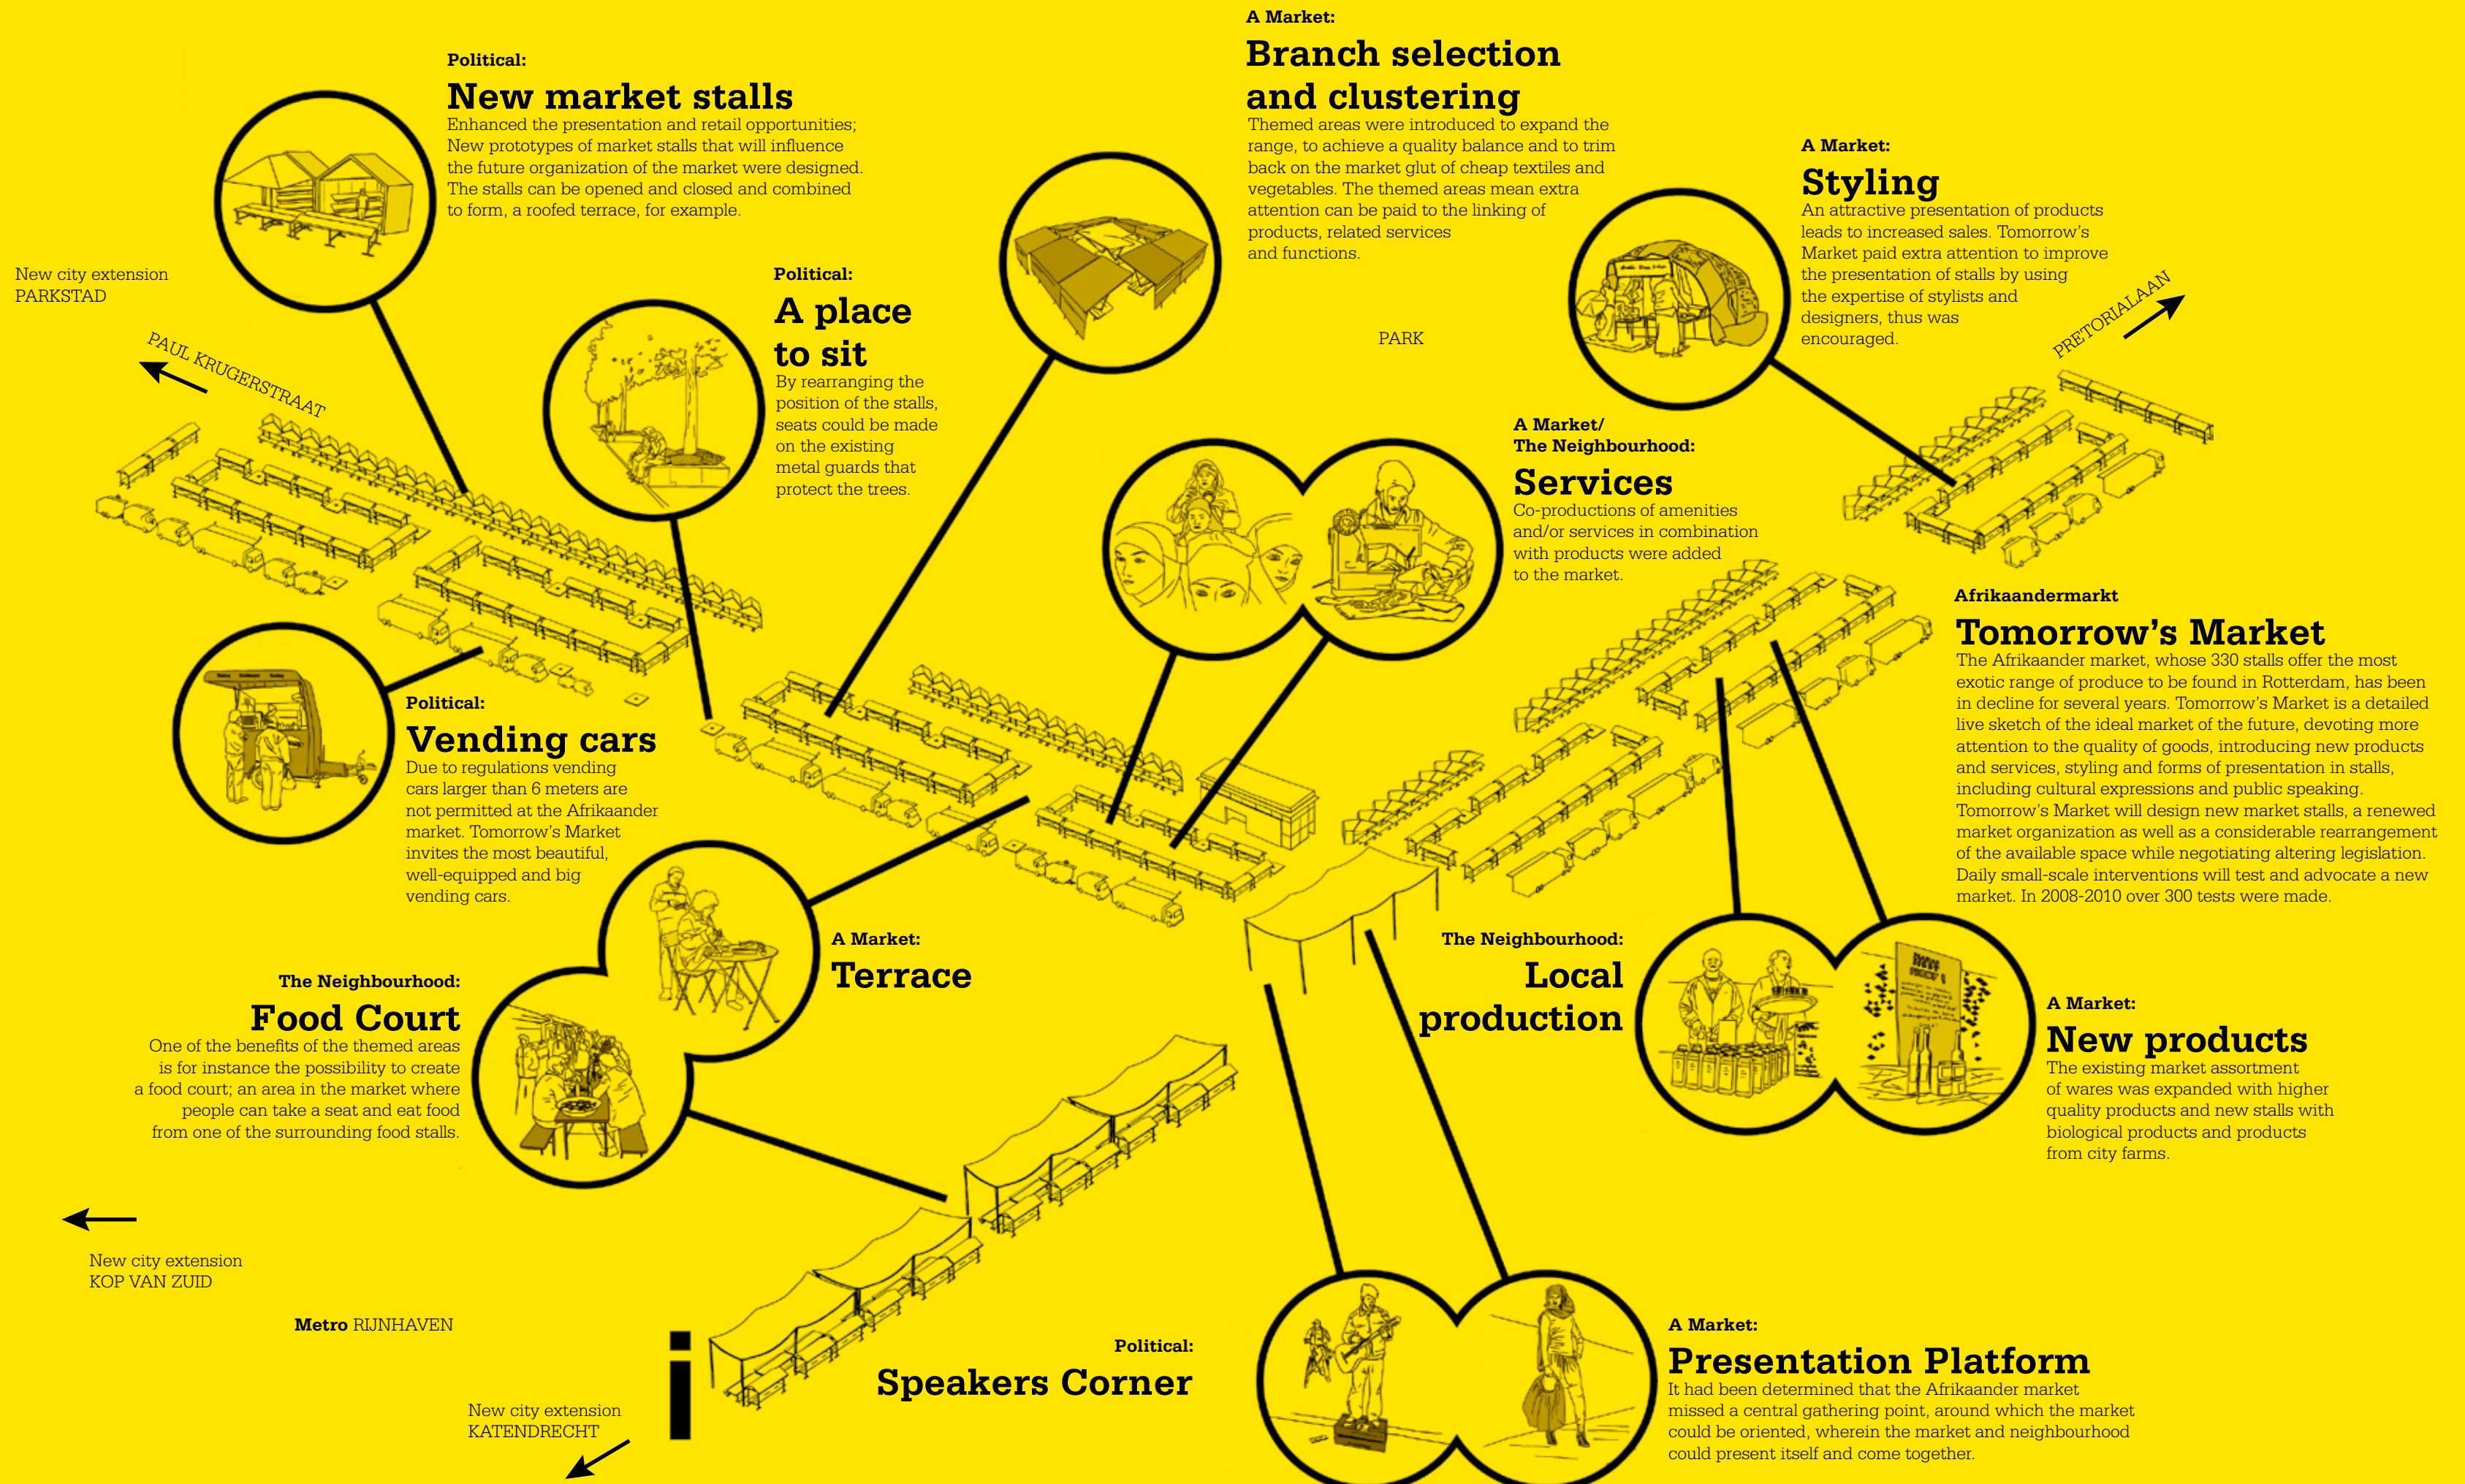 Political:
New market stalls
Enhanced the presentation and retail opportunities;
New prototypes of market stalls that will influence
the future organization of the market were designed.
The stalls can be opened and closed and combined
to form, a roofed terrace, for example.
A Market:
Branch selection
and clustering
Themed areas were introduced to expand the
range, to achieve a quality balance and to trim
back on the market glut of cheap textiles and
vegetables. The themed areas mean extra
attention can be paid to the linking of
products, related services
and functions.
A Market:
Styling
An attractive presentation of products
leads to increased sales. Tomorrow's
Market paid extra attention to improve
the presentation of stalls by using
the expertise of stylists and
designers, thus was
encouraged.
New city extension
PARKSTAD
PAUL KRUGERSTRAAT
Political:
A place
to sit
By rearranging the
position of the stalls,
seats could be made
on the existing
metal guards that
protect the trees.
PARK
PRETORIALAAN
A Market/
The Neighbourhood:
Services
Co-productions of amenities
and/or services in combination
with products were added
to the market.
Afrikaandermarkt
Tomorrow's Market
The Afrikaander market, whose 330 stalls offer the most
exotic range of produce to be found in Rotterdam, has been
in decline for several years. Tomorrow's Market is a detailed
live sketch of the ideal market of the future, devoting more
attention to the quality of goods, introducing new products
and services, styling and forms of presentation in stalls,
including cultural expressions and public speaking.
Tomorrow's Market will design new market stalls, a renewed
market organization as well as a considerable rearrangement
of the available space while negotiating altering legislation.
Daily small-scale interventions will test and advocate a new
market. In 2008-2010 over 300 tests were made.
Political:
Vending cars
Due to regulations vending
cars larger than 6 meters are
not permitted at the Afrikaander
market. Tomorrow's Market
invites the most beautiful,
well-equipped and big
vending cars.
A Market:
Terrace
The Neighbourhood:
Food Court
One of the benefits of the themed areas
is for instance the possibility to create
a food court; an area in the market where
people can take a seat and eat food
from one of the surrounding food stalls.
The Neighbourhood:
Local
production
A Market:
New products
The existing market assortment
of wares was expanded with higher
quality products and new stalls with
biological products and products
from city farms.
New city extension
KOP VAN ZUID
Metro RIJNHAVEN
New city extension
KATENDRECHT
i
Political:
Speakers Corner
A Market:
Presentation Platform
It had been determined that the Afrikaander market
missed a central gathering point, around which the market
could be oriented, wherein the market and neighbourhood
could present itself and come together.